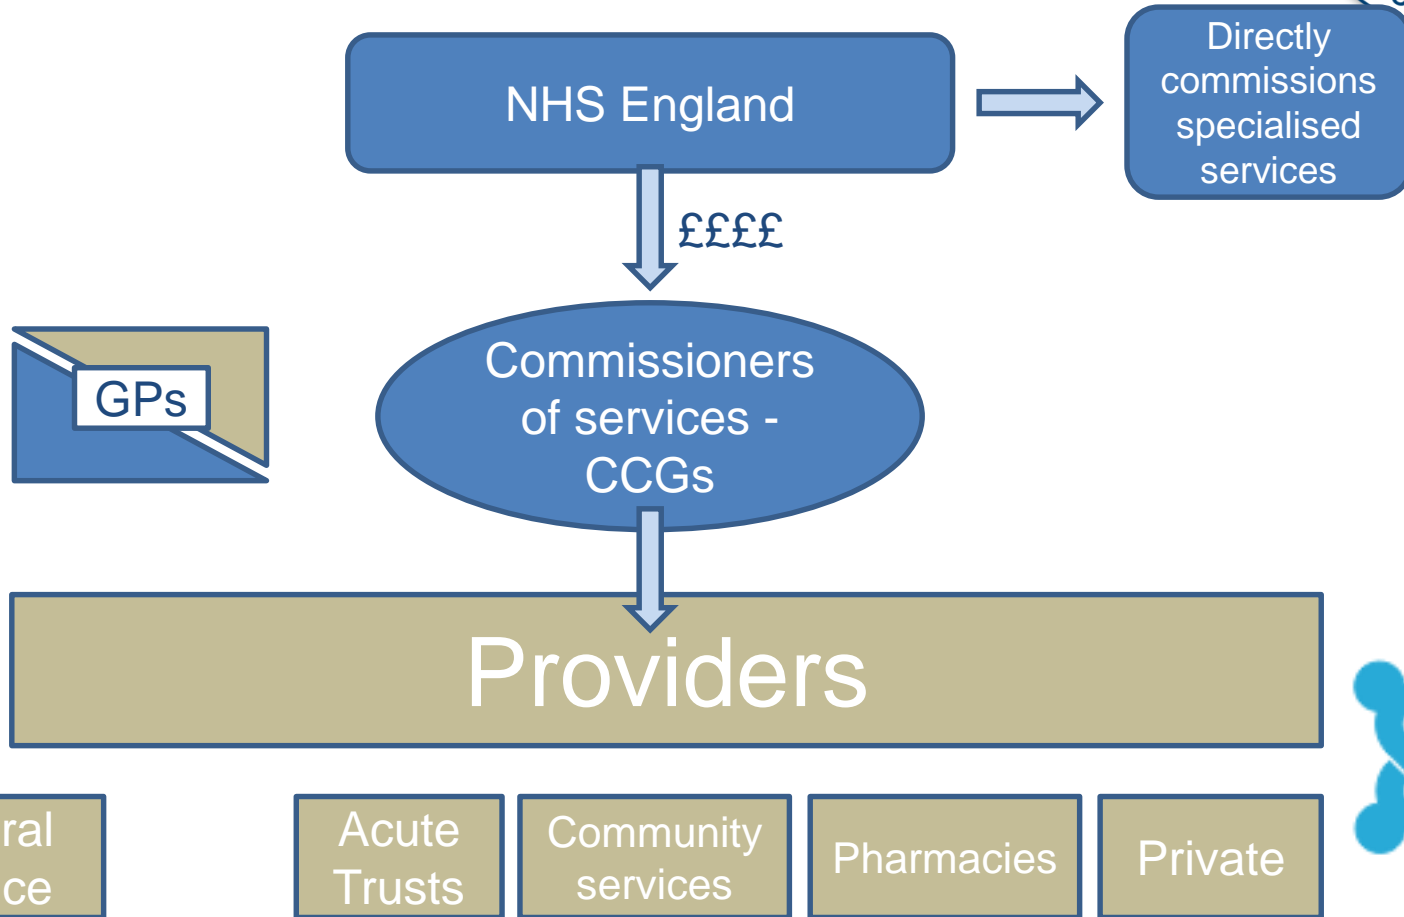 NHS England
Directly
commissions
specialised
services
££££
GPs
Commissioners
of services -
CCGs
Providers
ral
ce
Acute
Trusts
Community
services
Pharmacies
Private